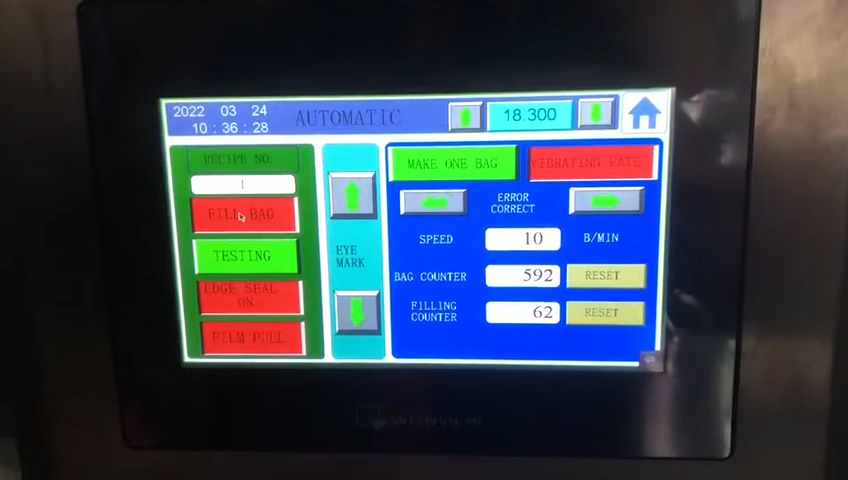 2022 03 24
10 : 36 : 28
AUTOMATIC
18.300
RECIPE NO:
1
FILL BAG
TESTING
EDGE SEAL
ON
FILM PULL
EYE
MARK
MAKE ONE BAG
VIBRATING PATE
ERROR
CORRECT
SPEED
10
B/MIN
BAG COUNTER
592
RESET
FILLING
COUNTER
62
RESET